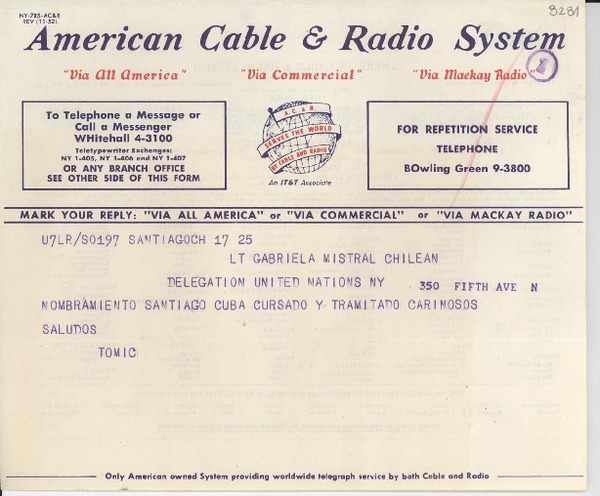 NY-7RS-AC&R
REV (11-52)
8281
American Cable & Radio System
"Via All America" "Via Commercial" "Via Mackay Radio"
1
To Telephone a Message or
Call a Messenger
WHitehall 4-3100
Teletypewriter Exchanges:
NY 1-405, NY 1-406 and NY 1-407
OR ANY BRANCH OFFICE
SEE OTHER SIDE OF THIS FORM
A.C. & R.
SERVES THE WORLD
BY CABLE AND RADIO
An IT&T Associate
FOR REPETITION SERVICE
TELEPHONE
BOwling Green 9-3800
MARK YOUR REPLY: "VIA ALL AMERICA" or "VIA COMMERCIAL" or "VIA MACKAY RADIO"
U7LR/S0197 SANTIAGOCH 17 25
LT GABRIELA MISTRAL CHILEAN
DELEGATION UNITED NATIONS NY 350 FIFTH AVE N
NOMBRAMIENTO SANTIAGO CUBA CURSADO Y TRAMITADO CARINOSOS
SALUDOS
TOMIC
Only American owned System providing worldwide telegraph service by both Cable and Radio